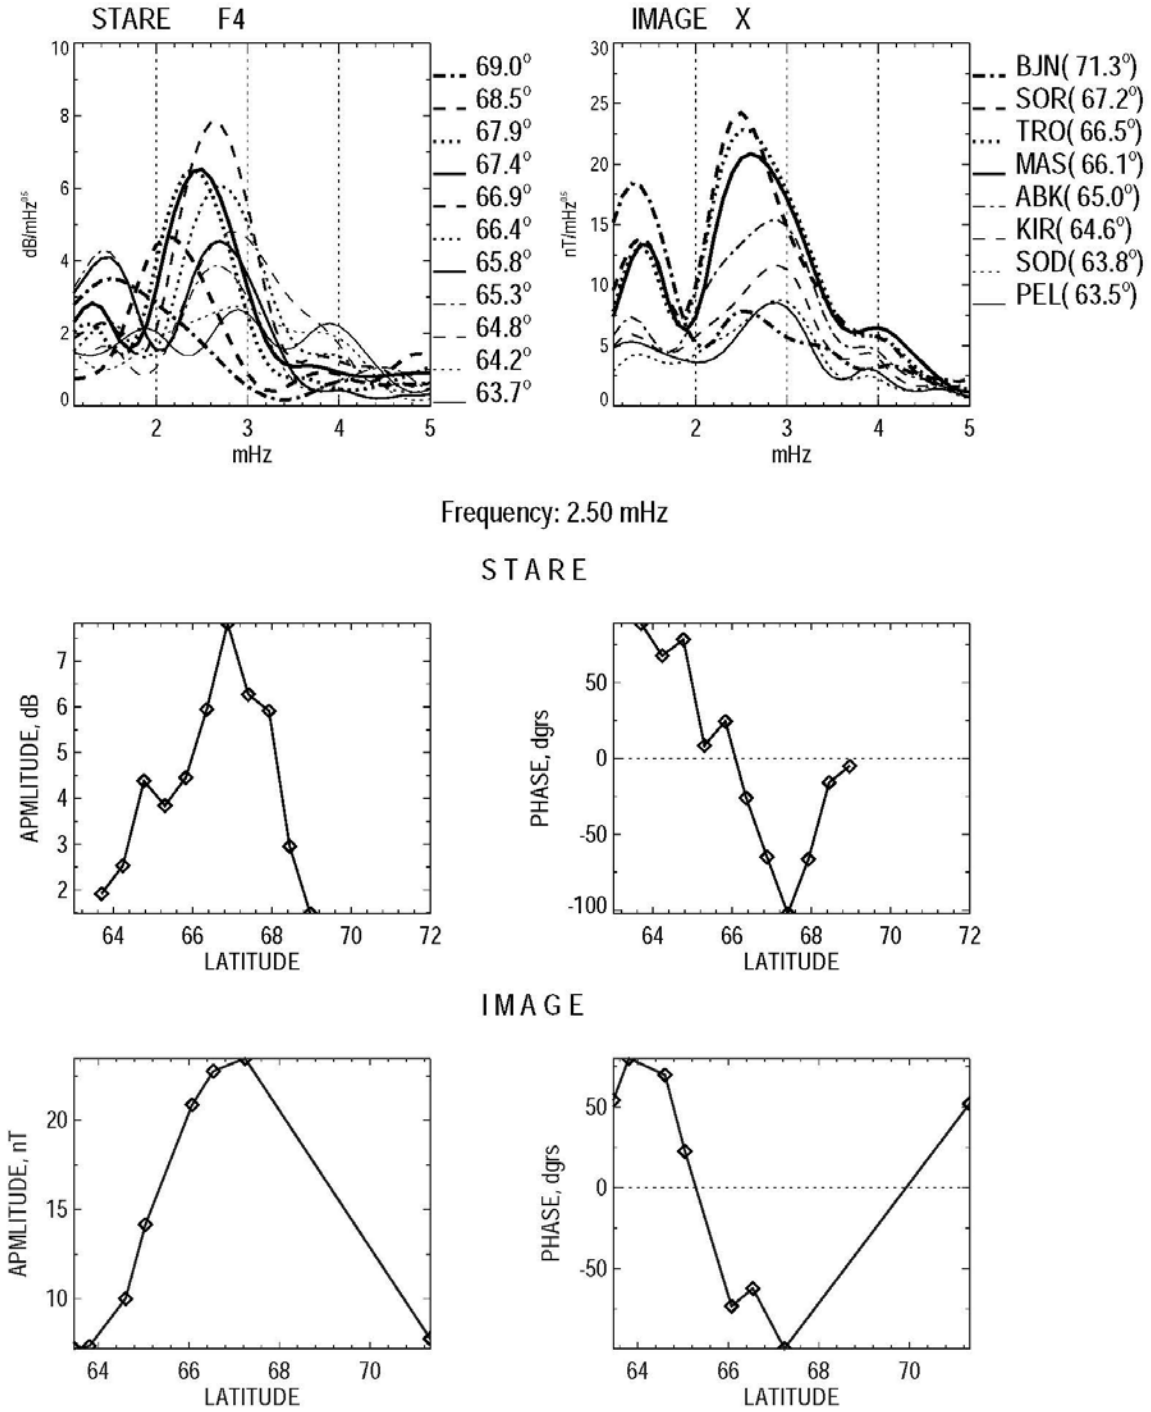 STARE F4
10
8
6
4
2
0
dB/mHz^0.5
2 3 4 5
mHz
69.0°
68.5°
67.9°
67.4°
66.9°
66.4°
65.8°
65.3°
64.8°
64.2°
63.7°
IMAGE X
30
25
20
15
10
5
0
nT/mHz^0.5
2 3 4 5
mHz
BJN( 71.3°)
SOR( 67.2°)
TRO( 66.5°)
MAS( 66.1°)
ABK( 65.0°)
KIR( 64.6°)
SOD( 63.8°)
PEL( 63.5°)
Frequency: 2.50 mHz
STARE
7
6
5
4
3
2
APMLITUDE, dB
64 66 68 70 72
LATITUDE
50
0
-50
-100
PHASE, dgrs
64 66 68 70 72
LATITUDE
IMAGE
20
15
10
APMLITUDE, nT
64 66 68 70
LATITUDE
50
0
-50
PHASE, dgrs
64 66 68 70
LATITUDE